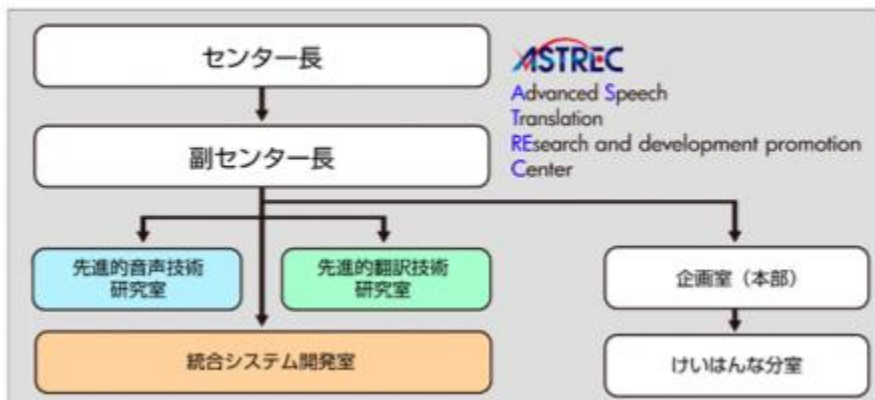 センター長
ASTREC
Advanced Speech
Translation
REsearch and development promotion
Center
副センター長
先進的音声技術
研究室
先進的翻訳技術
研究室
企画室（本部）
統合システム開発室
けいはんな分室